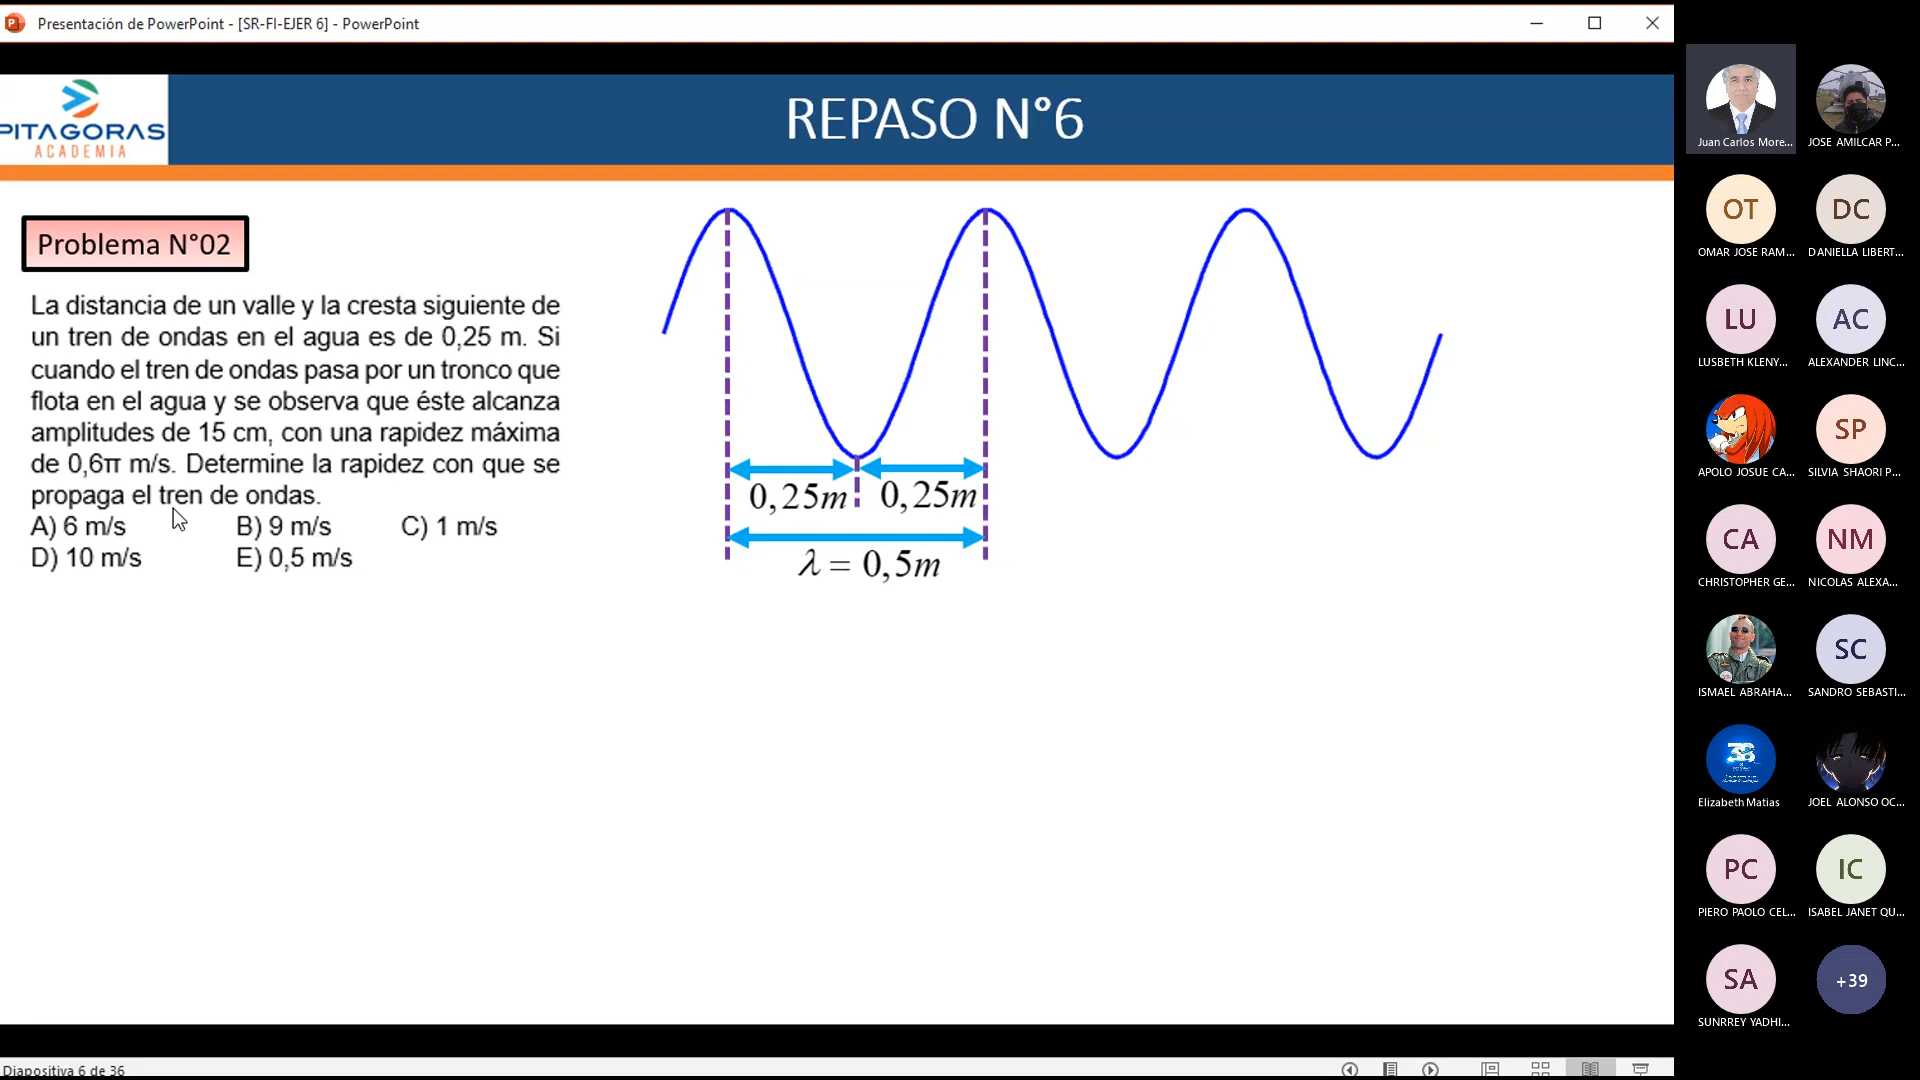 Presentación de PowerPoint - [SR-FI-EJER 6] - PowerPoint
PITAGORAS
ACADEMIA
REPASO N°6
Problema N°02
La distancia de un valle y la cresta siguiente de
un tren de ondas en el agua es de 0,25 m. Si
cuando el tren de ondas pasa por un tronco que
flota en el agua y se observa que éste alcanza
amplitudes de 15 cm, con una rapidez máxima
de 0,6π m/s. Determine la rapidez con que se
propaga el tren de ondas.
A) 6 m/s B) 9 m/s C) 1 m/s
D) 10 m/s E) 0,5 m/s
0,25m 0,25m
λ = 0,5m
Juan Carlos More...
JOSE AMILCAR P...
OT
DC
OMAR JOSE RAM...
DANIELLA LIBERT...
LU
AC
LUSBETH KLENY...
ALEXANDER LINC...
SP
APOLO JOSUE CA...
SILVIA SHAORI P...
CA
NM
CHRISTOPHER GE...
NICOLAS ALEXA...
SC
ISMAEL ABRAHA...
SANDRO SEBASTI...
Elizabeth Matias
JOEL ALONSO OC...
PC
IC
PIERO PAOLO CEL...
ISABEL JANET QU...
SA
+39
SUNRREY YADHI...
Diapositiva 6 de 36